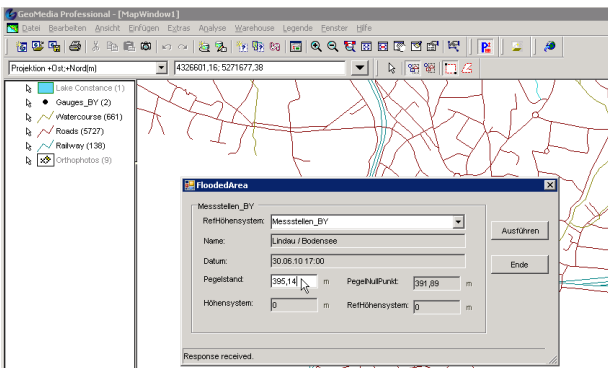 GeoMedia Professional - [MapWindow1]
Datei Bearbeiten Ansicht Einfügen Extras Analyse Warehouse Legende Fenster Hilfe
Projektion +Ost;+Nord(m) 4326601,16; 5271677,38
Lake Constance (1)
Gauges_BY (2)
Watercourse (661)
Roads (5727)
Railway (138)
Orthophotos (9)
FloodedArea
Messstellen_BY
RefHöhensystem: Messstellen_BY
Ausführen
Name: Lindau / Bodensee
Datum: 30.06.10 17:00
Ende
Pegelstand: 395,14 m PegelNullPunkt: 391,89 m
Höhensystem: 0 m RefHöhensystem: 0 m
Response received.